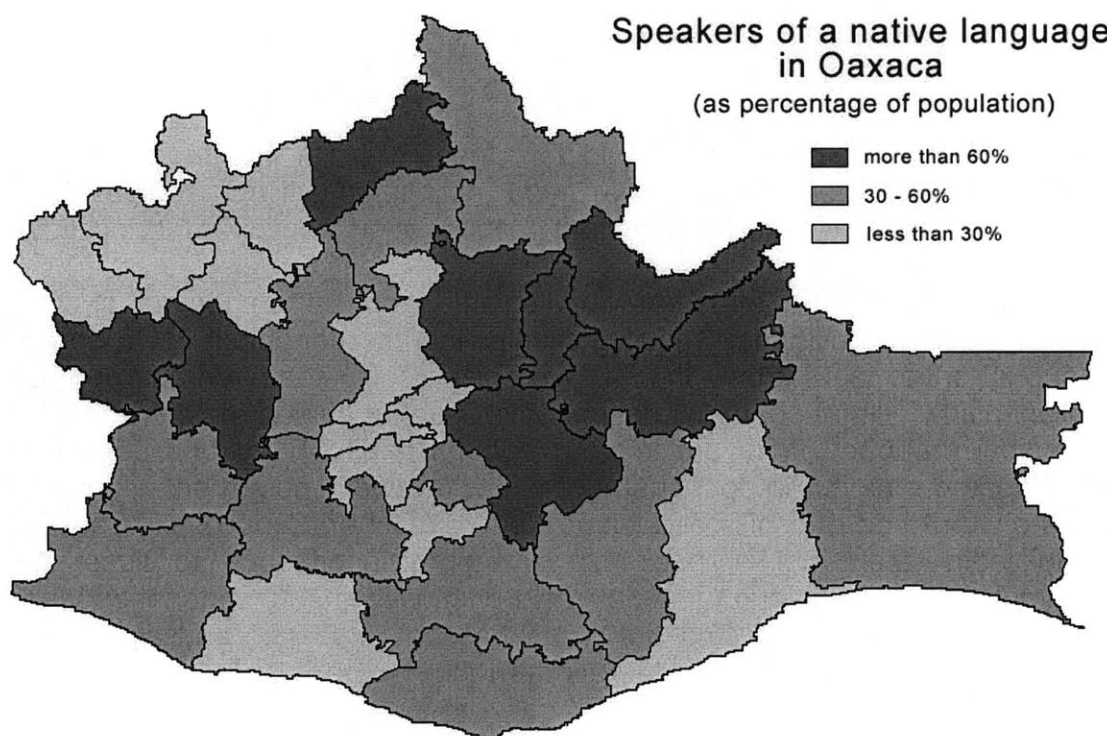 Speakers of a native language
in Oaxaca
(as percentage of population)
more than 60%
30 - 60%
less than 30%